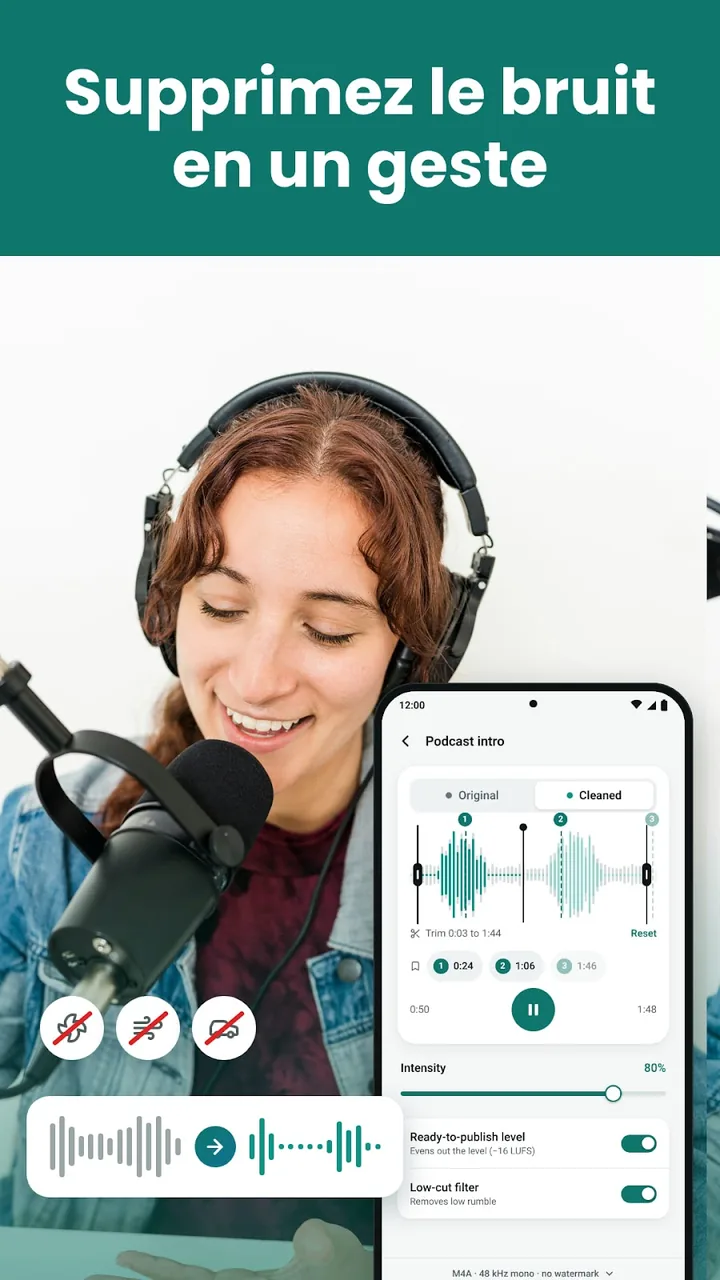 Supprimez le bruit
en un geste
12:00
Podcast intro
Original
Cleaned
1
2
3
Trim 0:03 to 1:44
Reset
1 0:24
2 1:06
3 1:46
0:50
1:48
Intensity
80%
Ready-to-publish level
Evens out the level (−16 LUFS)
Low-cut filter
Removes low rumble
M4A · 48 kHz mono · no watermark